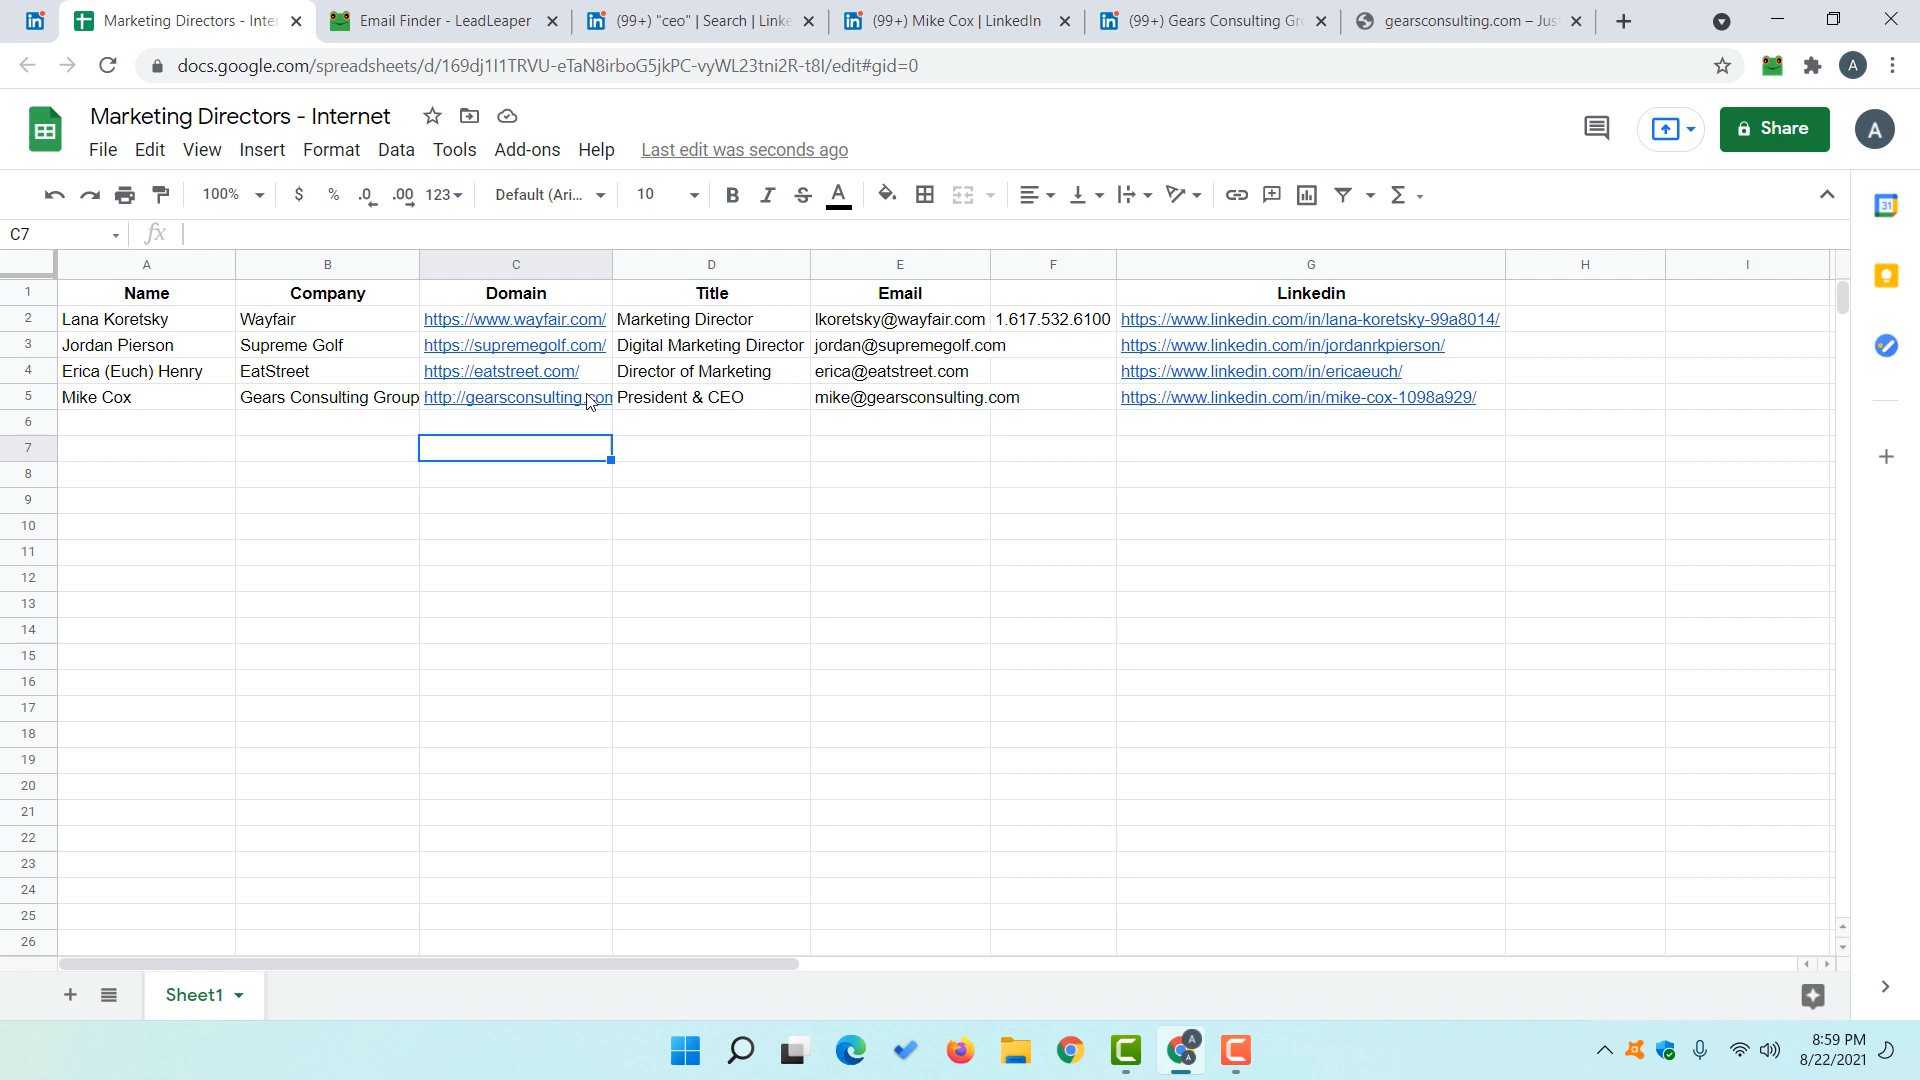 Marketing Directors - Inter
Email Finder - LeadLeaper
(99+) "ceo" | Search | Linke
(99+) Mike Cox | LinkedIn
(99+) Gears Consulting Gr
gearsconsulting.com – Jus
docs.google.com/spreadsheets/d/169dj1I1TRVU-eTaN8irboG5jkPC-vyWL23tni2R-t8I/edit#gid=0
A
Marketing Directors - Internet
Share
A
File Edit View Insert Format Data Tools Add-ons Help Last edit was seconds ago
100% $ % .0 .00 123 Default (Ari... 10 B I S A
31
C7 fx
A B C D E F G H I
1 Name Company Domain Title Email Linkedin
2 Lana Koretsky Wayfair https://www.wayfair.com/ Marketing Director lkoretsky@wayfair.com 1.617.532.6100 https://www.linkedin.com/in/lana-koretsky-99a8014/
3 Jordan Pierson Supreme Golf https://supremegolf.com/ Digital Marketing Director jordan@supremegolf.com https://www.linkedin.com/in/jordanrkpierson/
4 Erica (Euch) Henry EatStreet https://eatstreet.com/ Director of Marketing erica@eatstreet.com https://www.linkedin.com/in/ericaeuch/
5 Mike Cox Gears Consulting Group http://gearsconsulting.com President & CEO mike@gearsconsulting.com https://www.linkedin.com/in/mike-cox-1098a929/
6
7
8
9
10
11
12
13
14
15
16
17
18
19
20
21
22
23
24
25
26
Sheet1
8:59 PM
8/22/2021